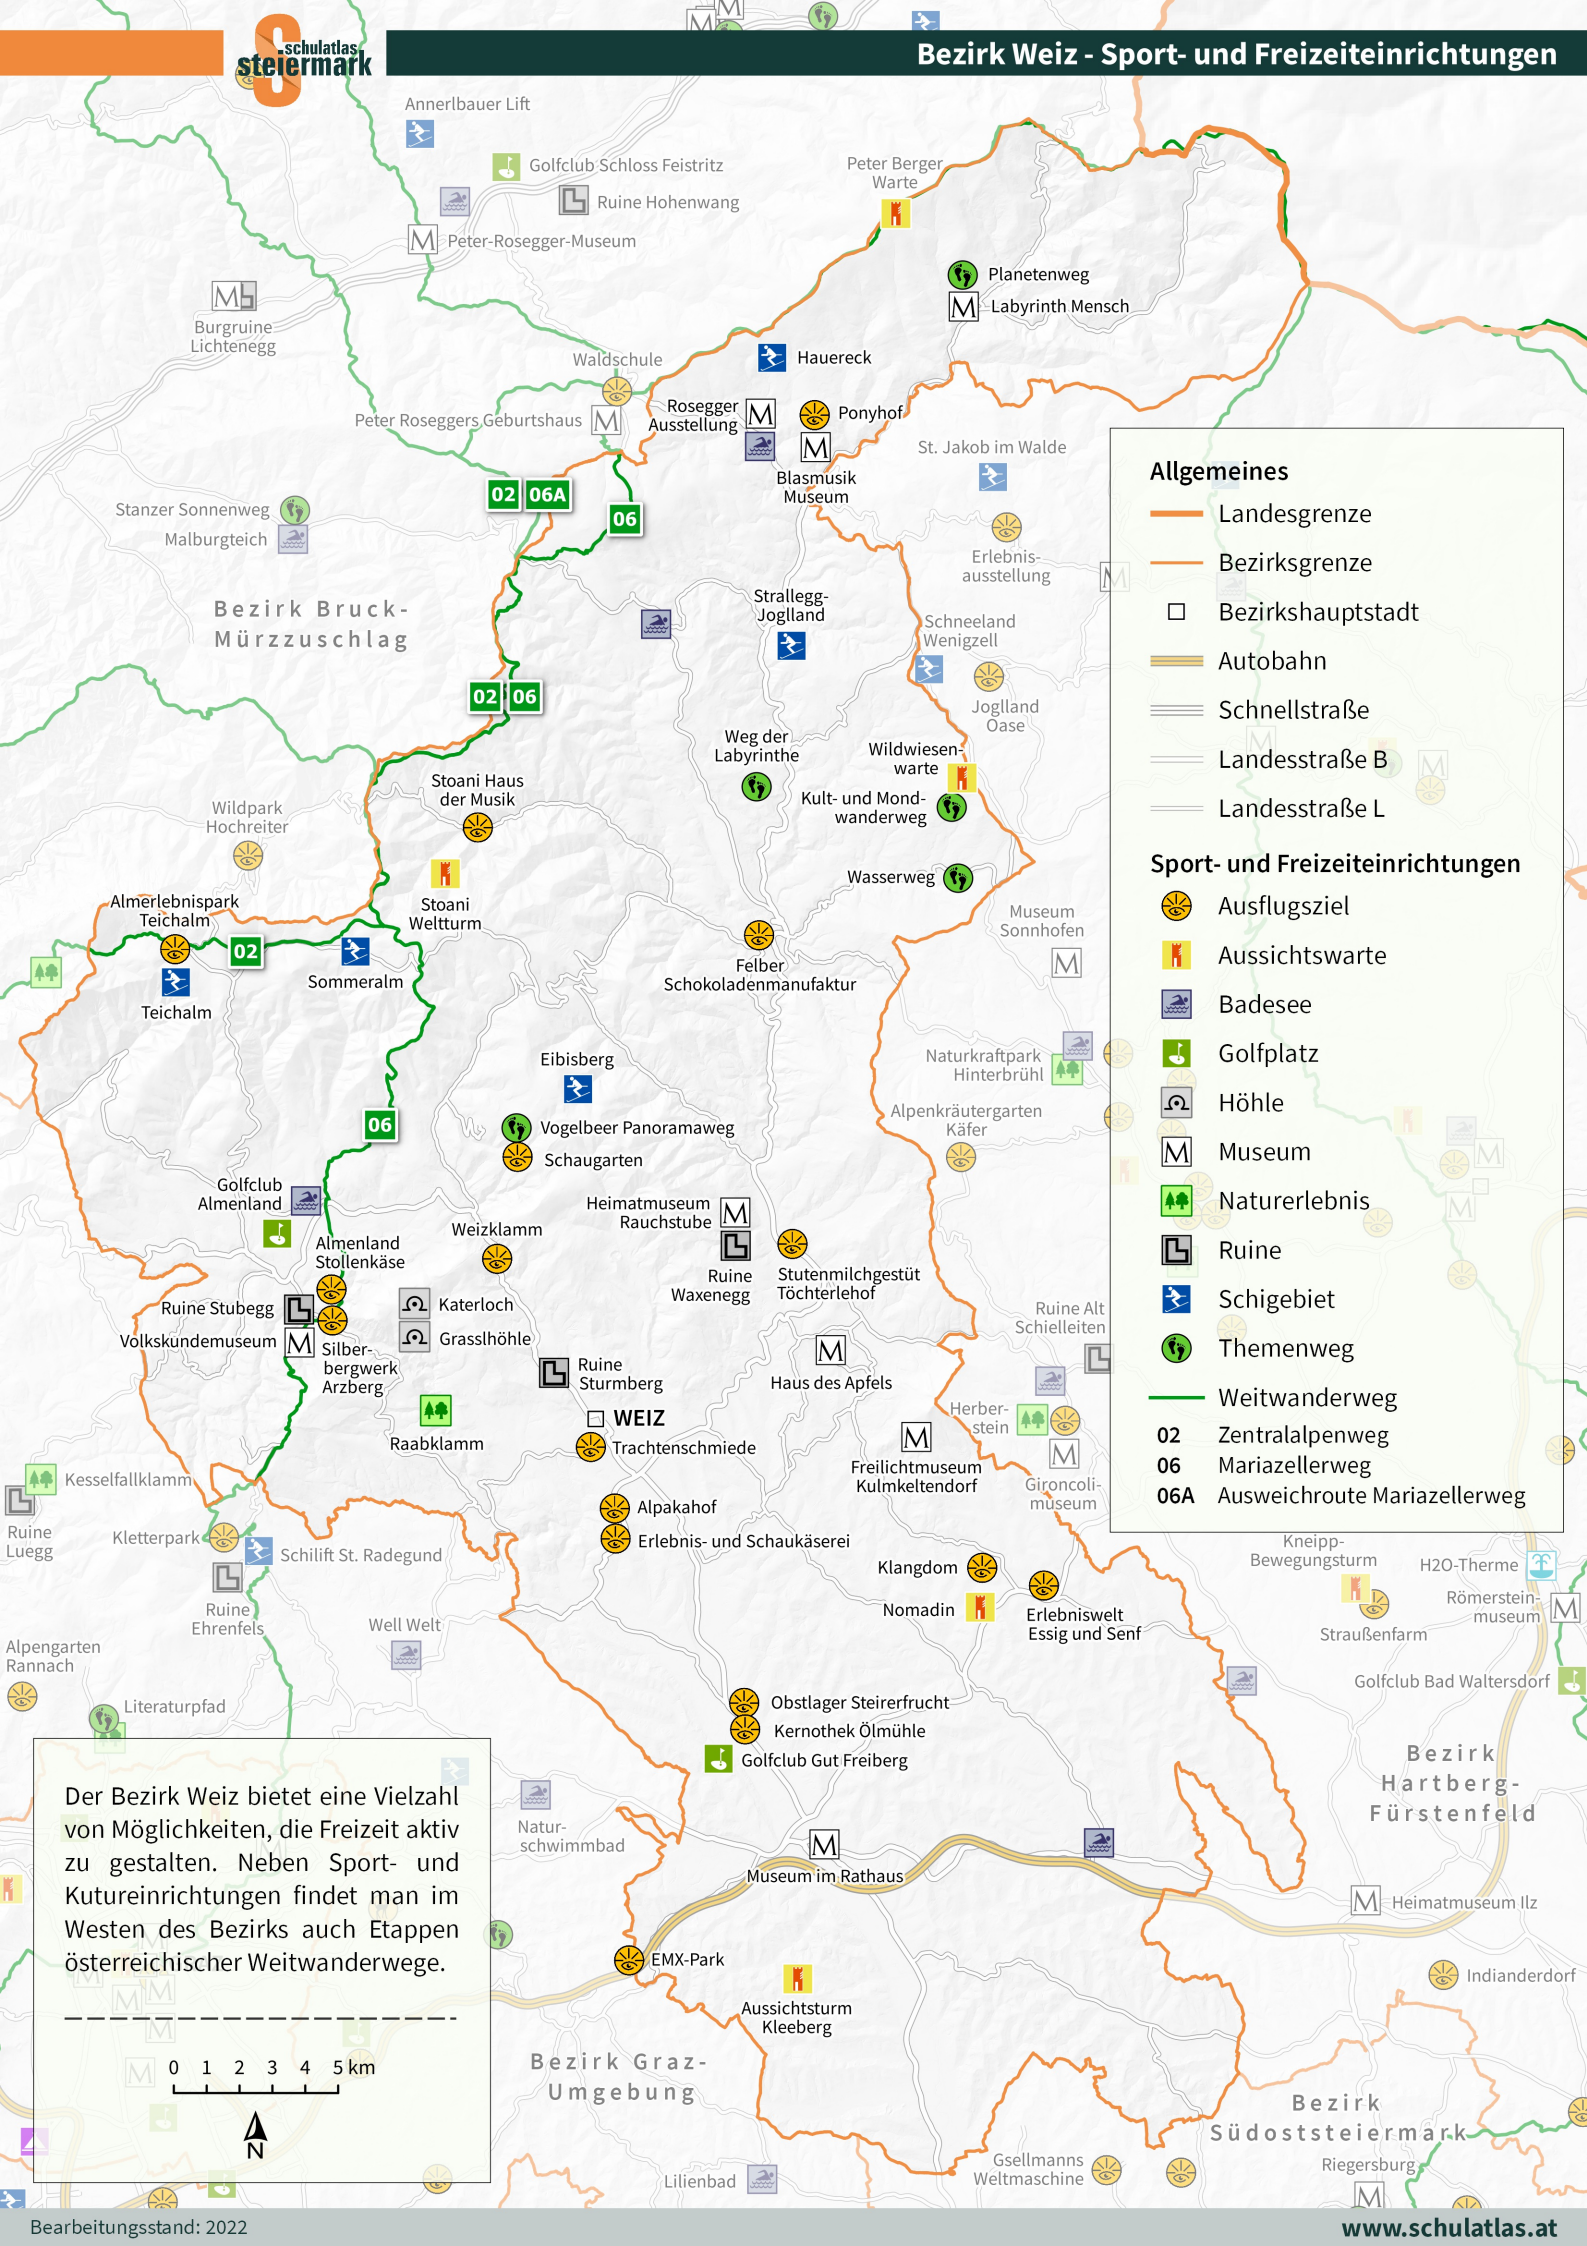 schulatlas
steiermark
Bezirk Weiz - Sport- und Freizeiteinrichtungen
Annerlbauer Lift
Golfclub Schloss Feistritz
Ruine Hohenwang
Peter-Rosegger-Museum
Peter Berger
Warte
Planetenweg
Labyrinth Mensch
Burgruine
Lichtenegg
Waldschule
Hauereck
Peter Roseggers Geburtshaus
Rosegger
Ausstellung
Ponyhof
Blasmusik
Museum
St. Jakob im Walde
02
06A
06
Stanzer Sonnenweg
Malburgteich
Erlebnis-
ausstellung
Bezirk Bruck-
Mürzzuschlag
Strallegg-
Joglland
Schneeland
Wenigzell
Joglland
Oase
02
06
Weg der
Labyrinthe
Wildwiesen-
warte
Kult- und Mond-
wanderweg
Stoani Haus
der Musik
Wildpark
Hochreiter
Stoani
Weltturm
Wasserweg
Almerlebnispark
Teichalm
02
Teichalm
Sommeralm
Museum
Sonnhofen
Felber
Schokoladenmanufaktur
Eibisberg
Naturkraftpark
Hinterbrühl
06
Vogelbeer Panoramaweg
Schaugarten
Alpenkräutergarten
Käfer
Golfclub
Almenland
Heimatmuseum
Rauchstube
Weizklamm
Almenland
Stollenkäse
Ruine
Waxenegg
Stutenmilchgestüt
Töchterlehof
Ruine Stubegg
Volkskundemuseum
Silber-
bergwerk
Arzberg
Katerloch
Grasslhöhle
Ruine Alt
Schielleiten
Ruine
Sturmberg
Haus des Apfels
WEIZ
Raabklamm
Trachtenschmiede
Herber-
stein
Freilichtmuseum
Kulmkeltendorf
Gironcoli-
museum
Kesselfallklamm
Ruine
Luegg
Kletterpark
Schilift St. Radegund
Ruine
Ehrenfels
Alpakahof
Erlebnis- und Schaukäserei
Klangdom
Nomadin
Erlebniswelt
Essig und Senf
Kneipp-
Bewegungsturm
H2O-Therme
Römerstein-
museum
Straußenfarm
Well Welt
Alpengarten
Rannach
Literaturpfad
Golfclub Bad Waltersdorf
Obstlager Steirerfrucht
Kernothek Ölmühle
Golfclub Gut Freiberg
Bezirk
Hartberg-
Fürstenfeld
Natur-
schwimmbad
Museum im Rathaus
Heimatmuseum Ilz
EMX-Park
Indianderdorf
Aussichtsturm
Kleeberg
Bezirk Graz-
Umgebung
Bezirk
Südoststeiermark
Lilienbad
Gsellmanns
Weltmaschine
Riegersburg
Allgemeines
Landesgrenze
Bezirksgrenze
Bezirkshauptstadt
Autobahn
Schnellstraße
Landesstraße B
Landesstraße L
Sport- und Freizeiteinrichtungen
Ausflugsziel
Aussichtswarte
Badesee
Golfplatz
Höhle
Museum
Naturerlebnis
Ruine
Schigebiet
Themenweg
Weitwanderweg
02 Zentralalpenweg
06 Mariazellerweg
06A Ausweichroute Mariazellerweg
Der Bezirk Weiz bietet eine Vielzahl
von Möglichkeiten, die Freizeit aktiv
zu gestalten. Neben Sport- und
Kutureinrichtungen findet man im
Westen des Bezirks auch Etappen
österreichischer Weitwanderwege.
0 1 2 3 4 5 km
N
Bearbeitungsstand: 2022
www.schulatlas.at